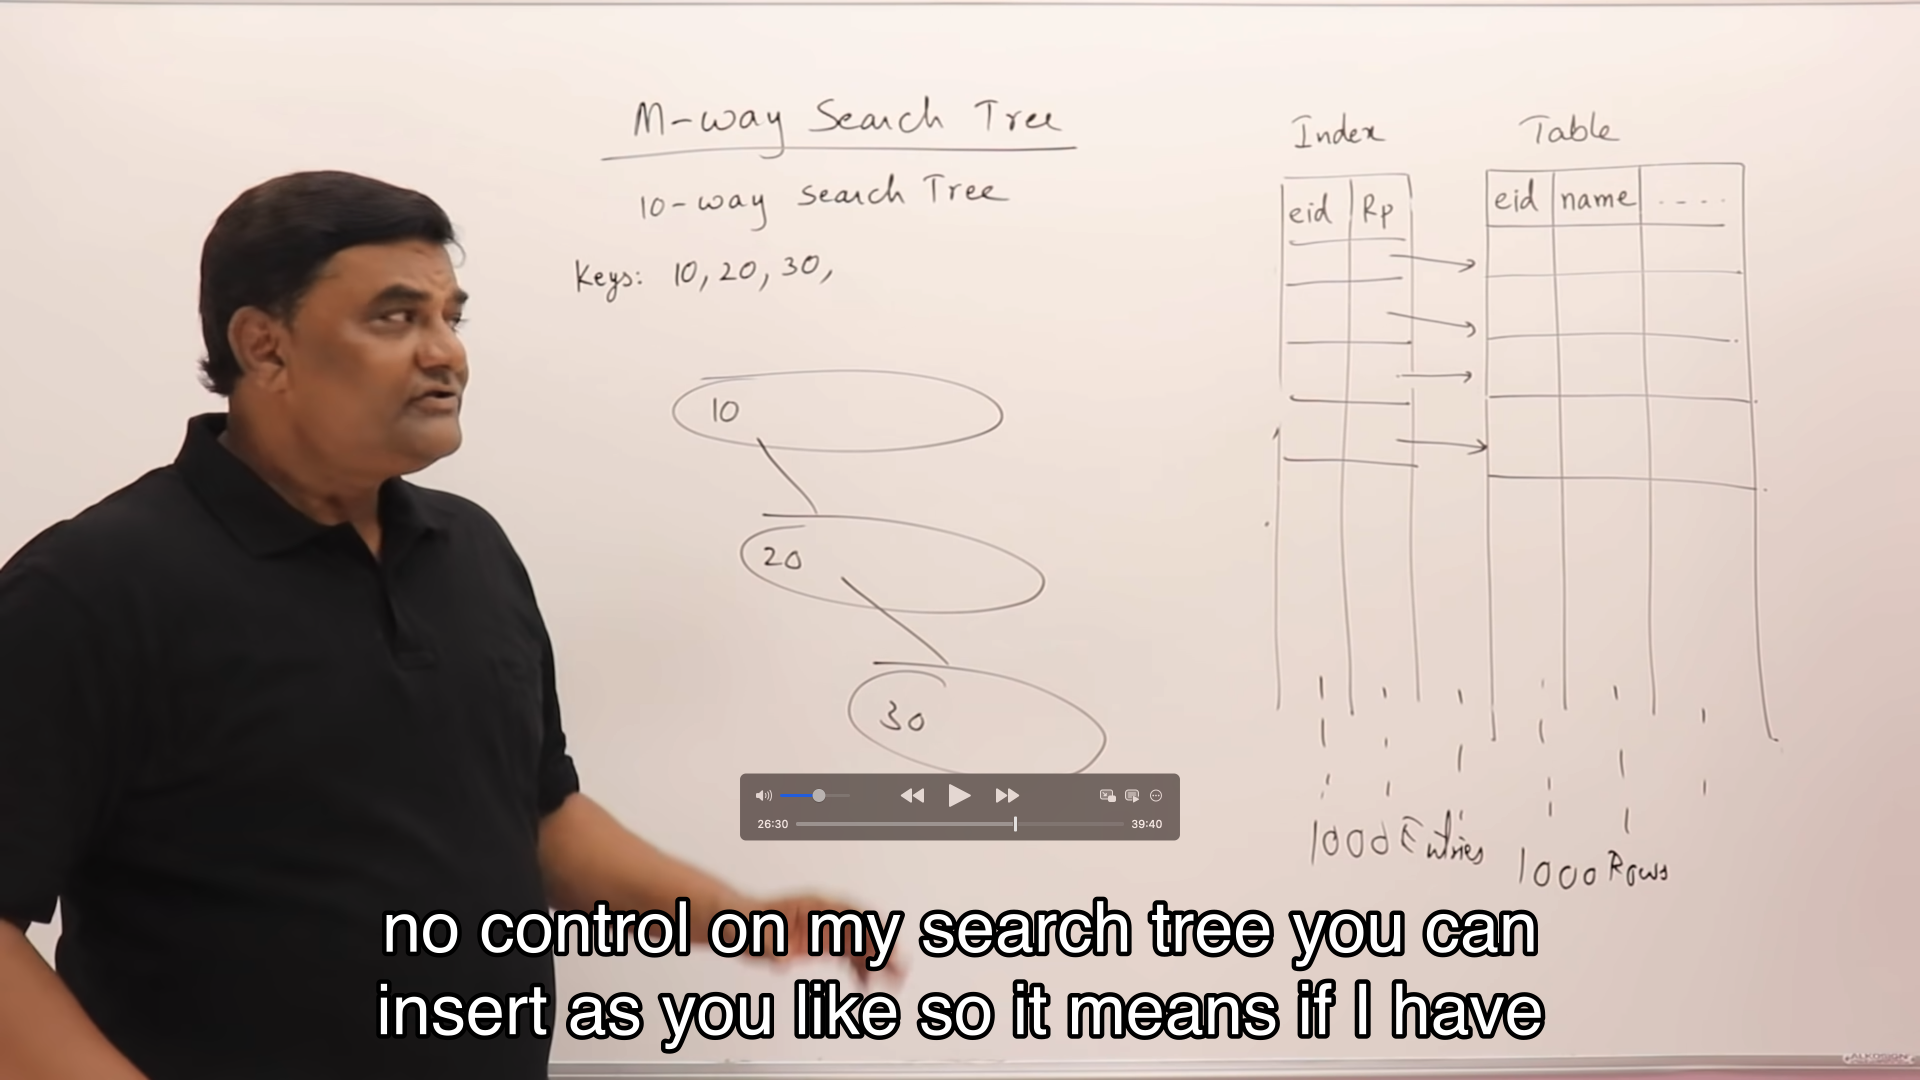 M-way Search Tree
10-way search Tree
Keys: 10, 20, 30,
10
20
30
Index
eid Rp
Table
eid name ....
1000 Entries
1000 Rows
26:30
39:40
no control on my search tree you can
insert as you like so it means if I have